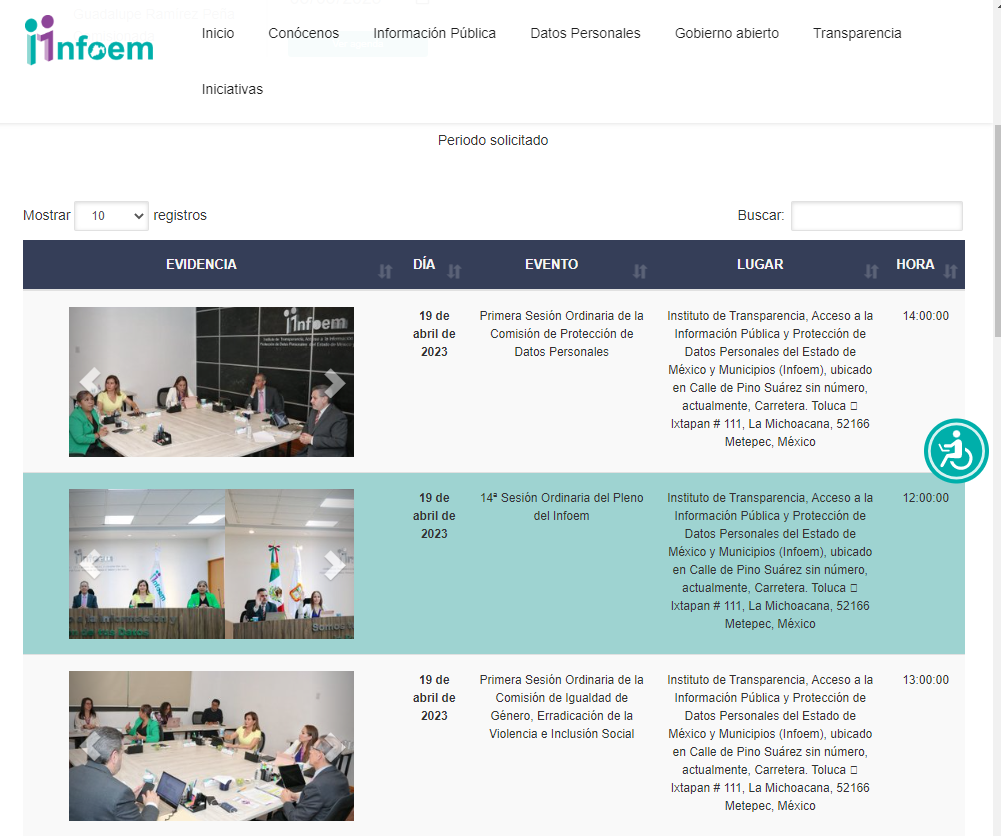 infoem
Inicio Conócenos Información Pública Datos Personales Gobierno abierto Transparencia
Iniciativas
Periodo solicitado
Mostrar 10 registros Buscar:
EVIDENCIA DÍA EVENTO LUGAR HORA
infoem
Instituto de Transparencia, Acceso a la Información
19 de
abril de
2023
Primera Sesión Ordinaria de la
Comisión de Protección de
Datos Personales
Instituto de Transparencia, Acceso a la
Información Pública y Protección de
Datos Personales del Estado de
México y Municipios (Infoem), ubicado
en Calle de Pino Suárez sin número,
actualmente, Carretera. Toluca
Ixtapan # 111, La Michoacana, 52166
Metepec, México
14:00:00
19 de
abril de
2023
14ª Sesión Ordinaria del Pleno
del Infoem
Instituto de Transparencia, Acceso a la
Información Pública y Protección de
Datos Personales del Estado de
México y Municipios (Infoem), ubicado
en Calle de Pino Suárez sin número,
actualmente, Carretera. Toluca
Ixtapan # 111, La Michoacana, 52166
Metepec, México
12:00:00
19 de
abril de
2023
Primera Sesión Ordinaria de la
Comisión de Igualdad de
Género, Erradicación de la
Violencia e Inclusión Social
Instituto de Transparencia, Acceso a la
Información Pública y Protección de
Datos Personales del Estado de
México y Municipios (Infoem), ubicado
en Calle de Pino Suárez sin número,
actualmente, Carretera. Toluca
Ixtapan # 111, La Michoacana, 52166
Metepec, México
13:00:00